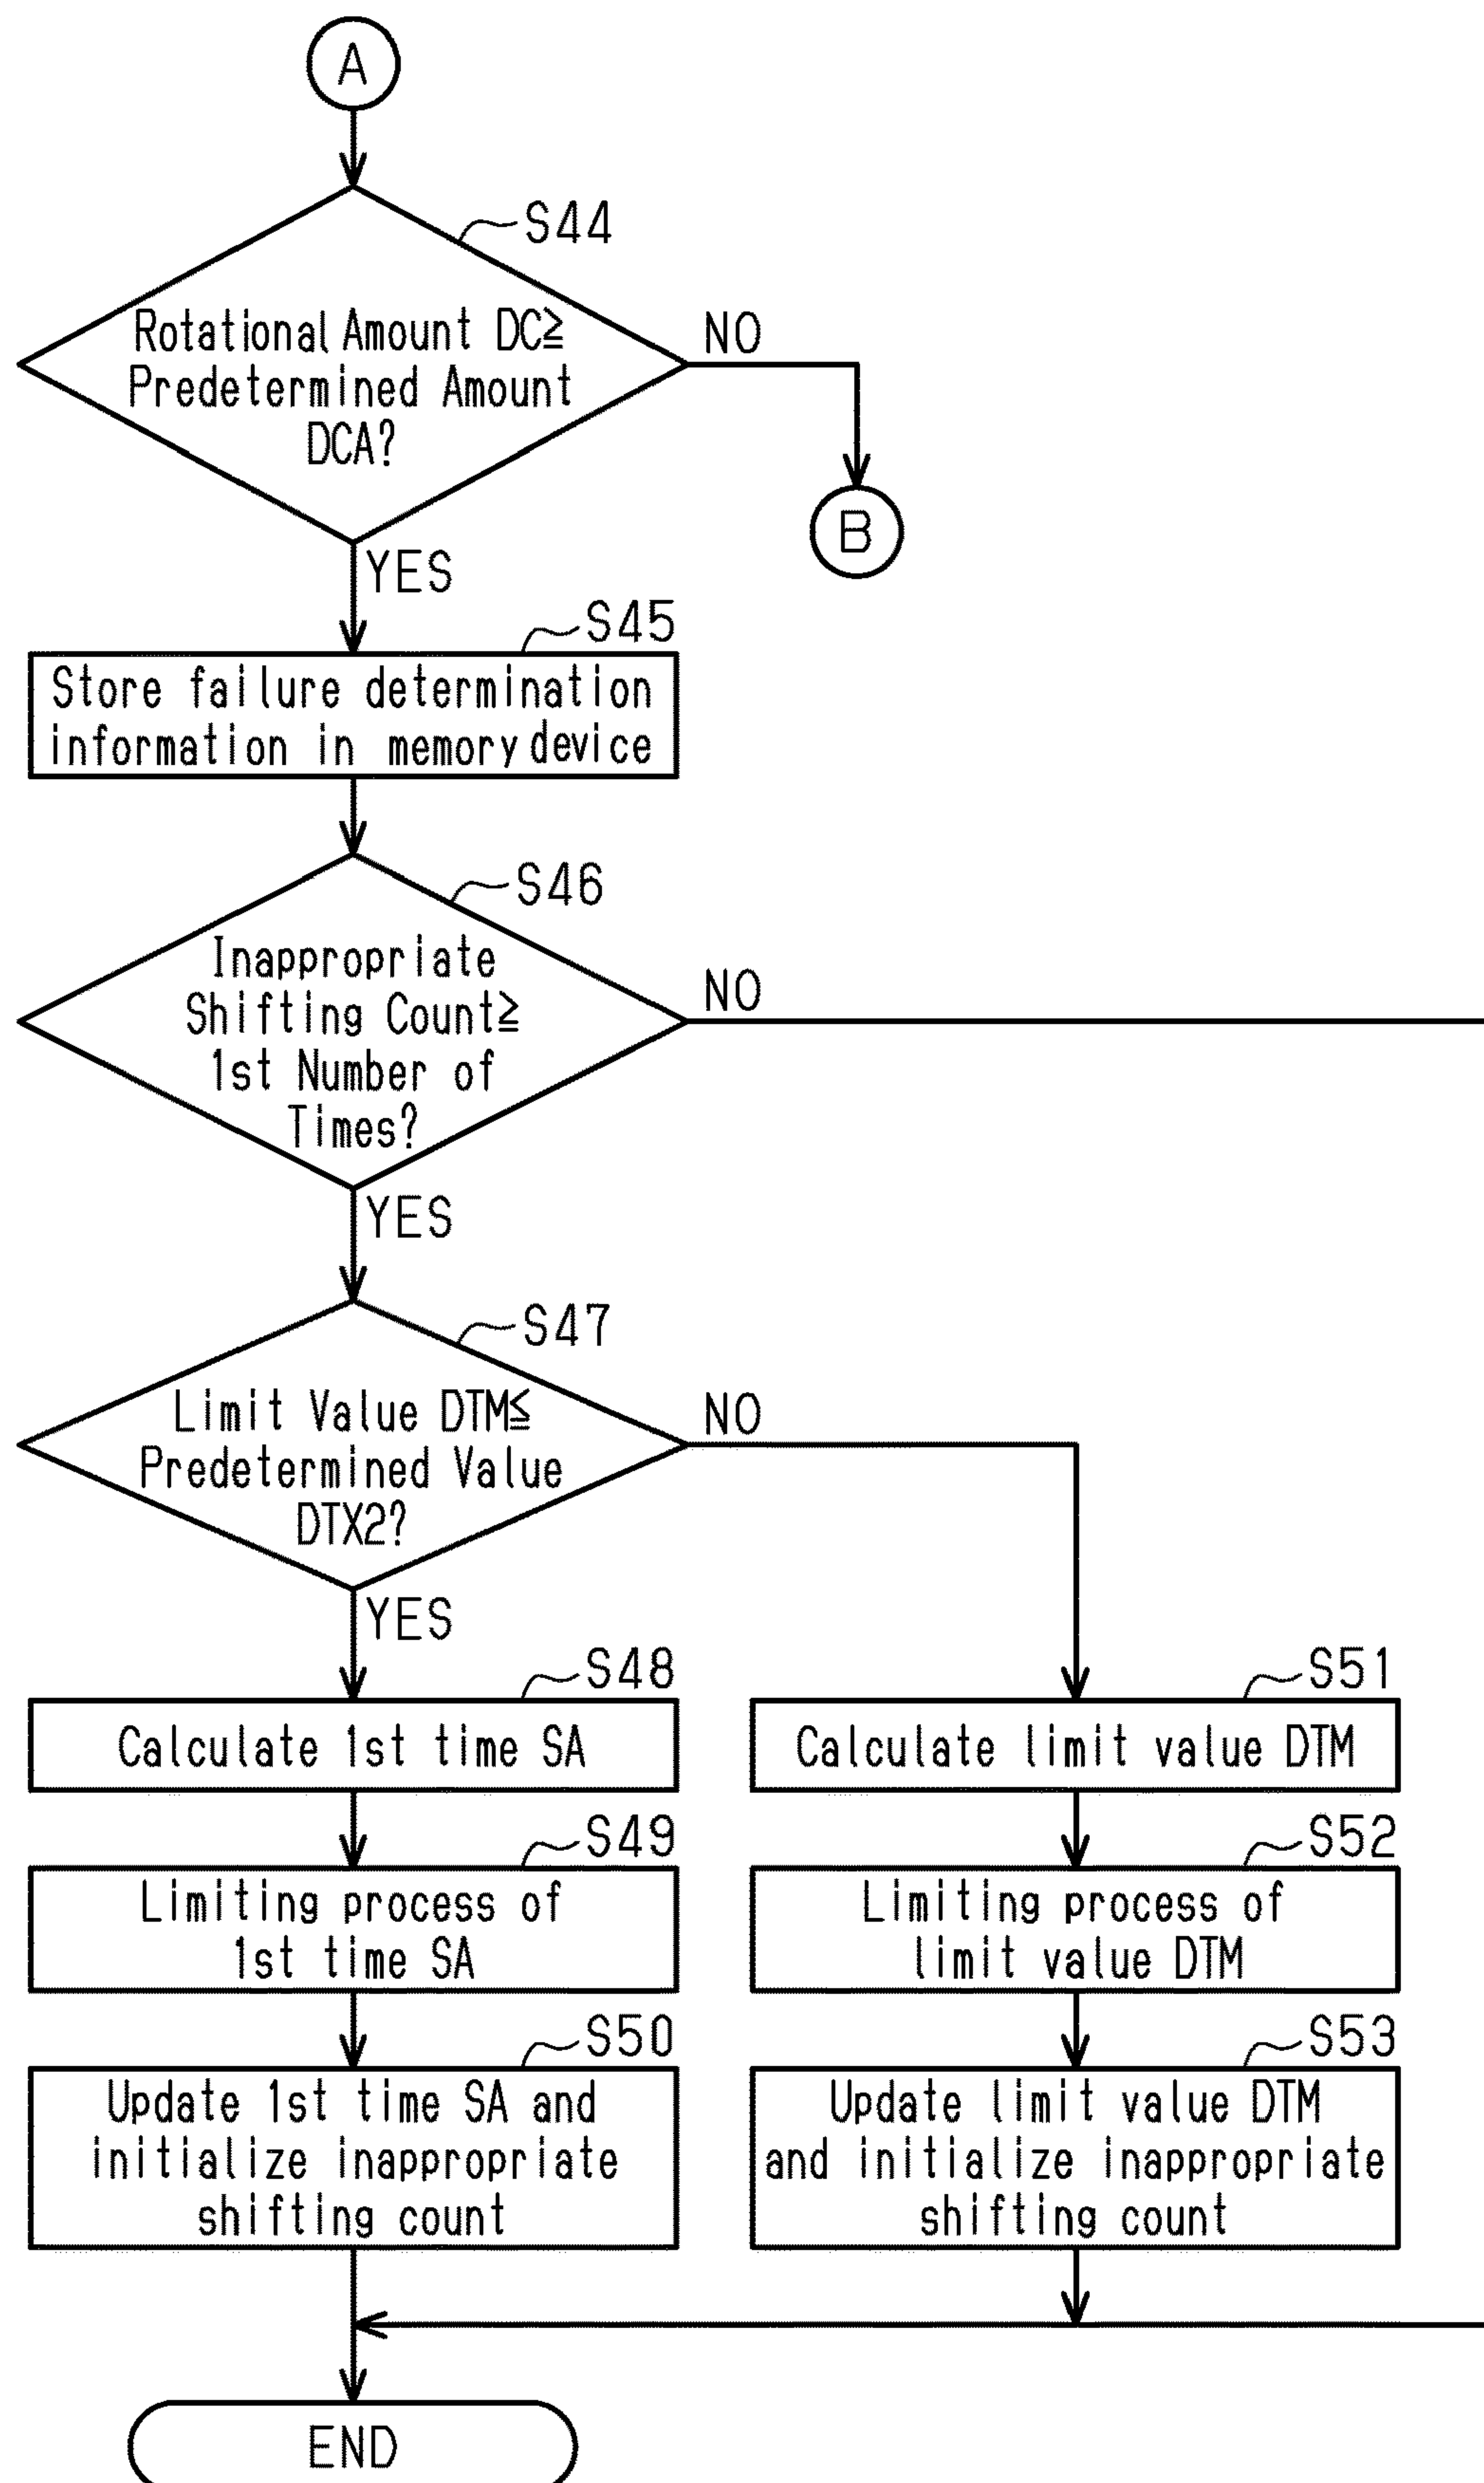 A
S44
Rotational Amount DC≧
Predetermined Amount
DCA?
NO
B
YES
S45
Store failure determination
information in memory device
S46
Inappropriate
Shifting Count≧
1st Number of
Times?
NO
YES
S47
Limit Value DTM≦
Predetermined Value
DTX2?
NO
YES
S48
Calculate 1st time SA
S51
Calculate limit value DTM
S49
Limiting process of
1st time SA
S52
Limiting process of
limit value DTM
S50
Update 1st time SA and
initialize inappropriate
shifting count
S53
Update limit value DTM
and initialize inappropriate
shifting count
END